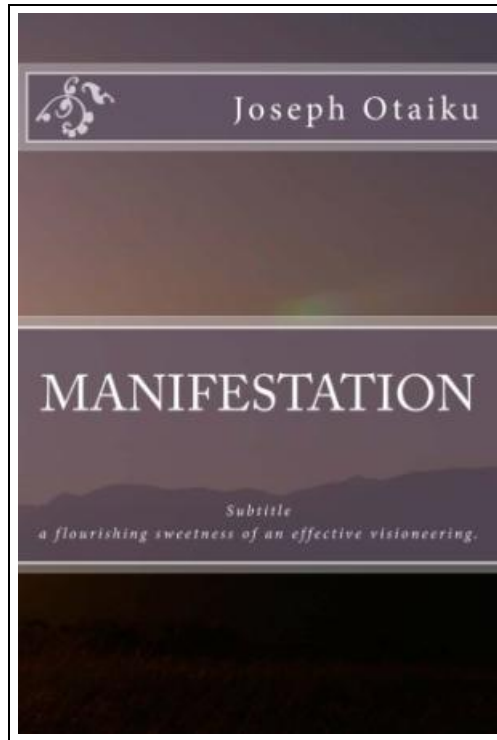 Joseph Otaiku
MANIFESTATION
Subtitle
a flourishing sweetness of an effective visioneering.